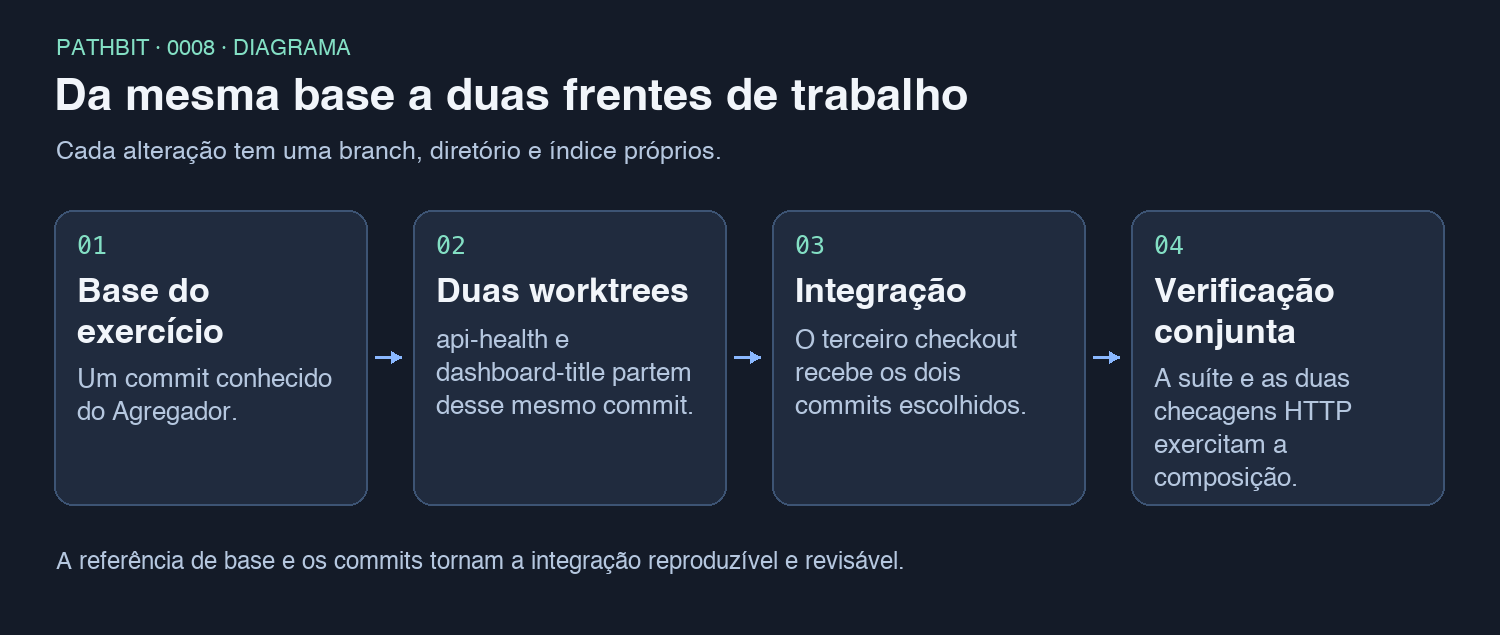 PATHBIT · 0008 · DIAGRAMA
Da mesma base a duas frentes de trabalho
Cada alteração tem uma branch, diretório e índice próprios.
01
Base do
exercício
Um commit conhecido
do Agregador.
02
Duas worktrees
api-health e
dashboard-title partem
desse mesmo commit.
03
Integração
O terceiro checkout
recebe os dois
commits escolhidos.
04
Verificação
conjunta
A suíte e as duas
checagens HTTP
exercitam a
composição.
A referência de base e os commits tornam a integração reproduzível e revisável.